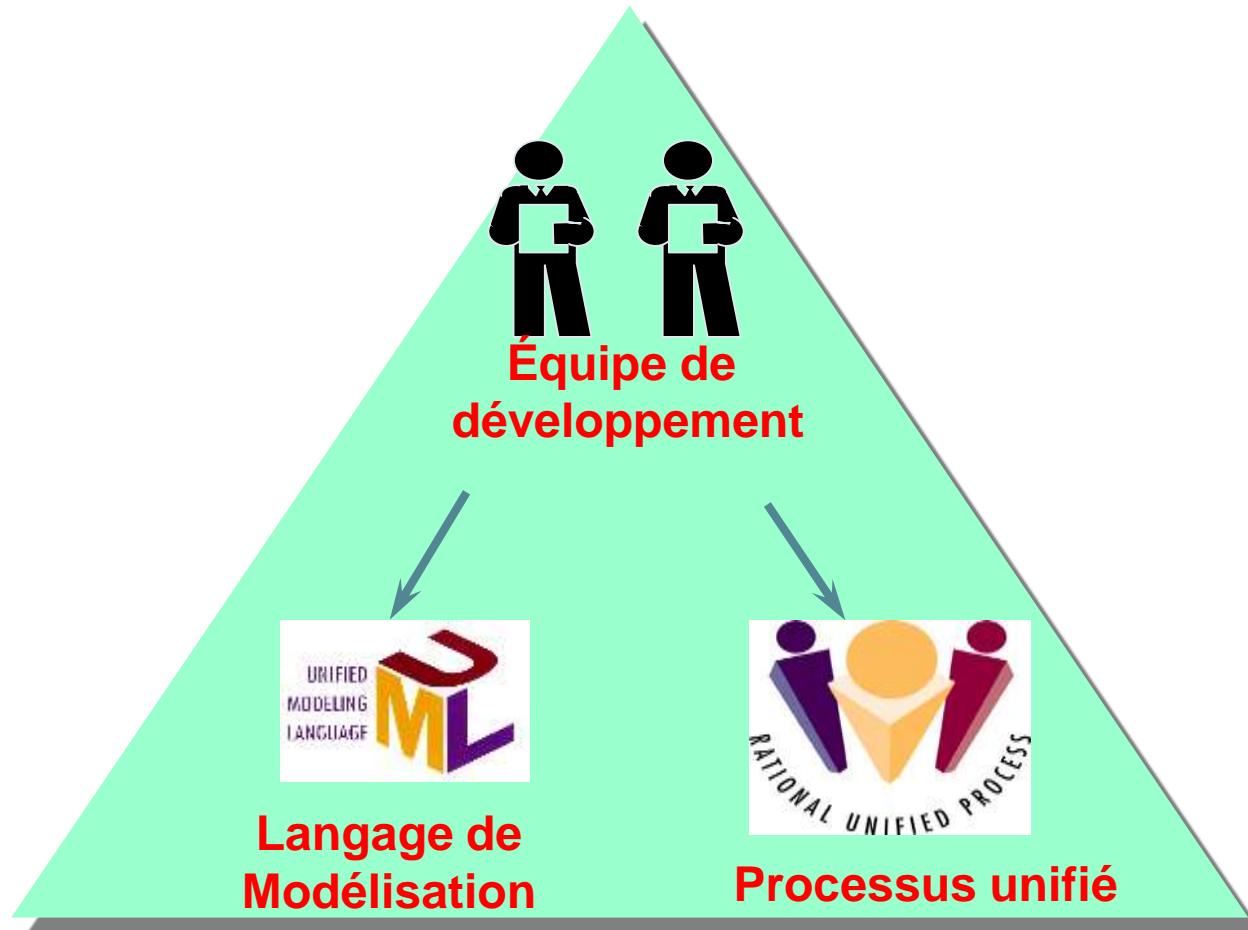 Équipe de
développement
UNIFIED
MODELING
LANGUAGE
UML
RATIONAL UNIFIED PROCESS
Langage de
Modélisation
Processus unifié